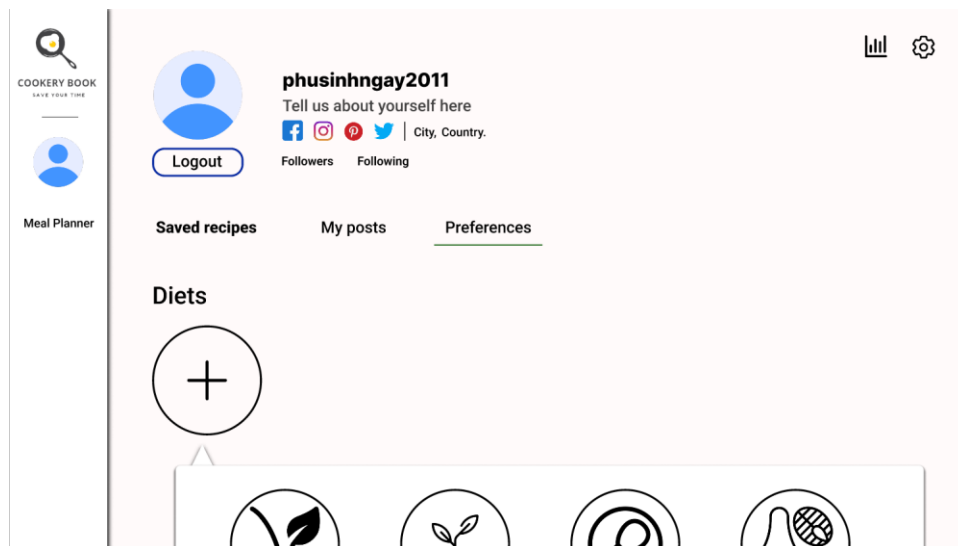 COOKERY BOOK
SAVE YOUR TIME
Meal Planner
phusinhngay2011
Tell us about yourself here
City, Country.
Logout
Followers Following
Saved recipes My posts Preferences
Diets